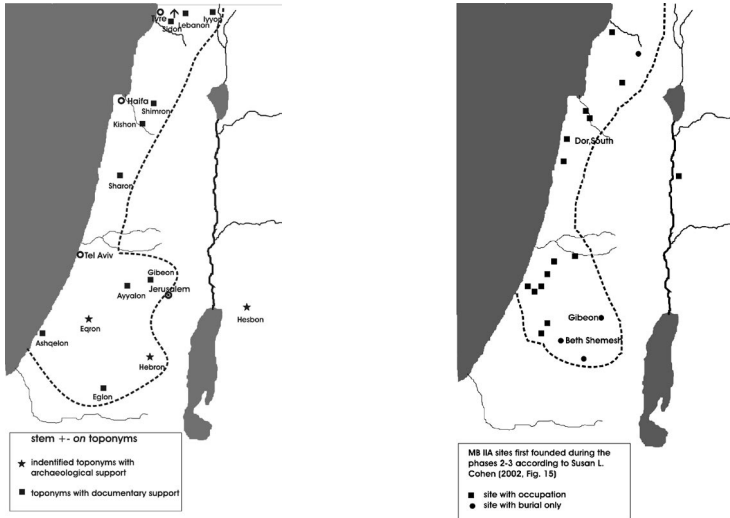 Tyre
Sidon
Lebanon
Iyyon
Haifa
Shimron
Kishon
Sharon
Tel Aviv
Gibeon
Ayyalon
Jerusalem
Hesbon
Eqron
Ashqelon
Hebron
Eglon
stem +- on toponyms
indentified toponyms with
archaeological support
toponyms with documentary support
Dor,South
Gibeon
Beth Shemesh
MB IIA sites first founded during the
phases 2-3 according to Susan L.
Cohen (2002, Fig. 15)
site with occupation
site with burial only